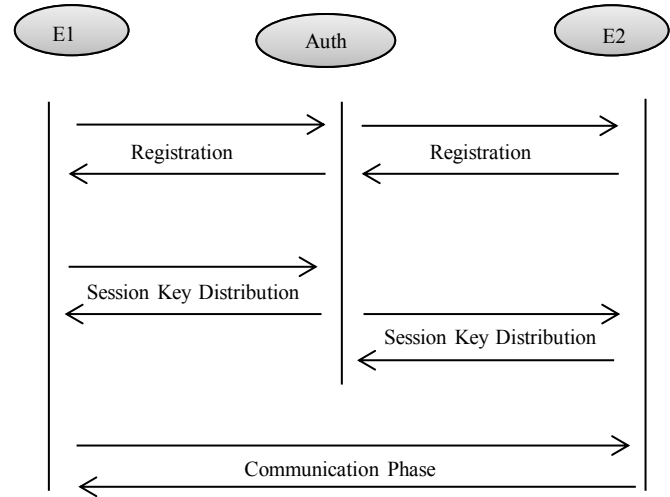 E1
Auth
E2
Registration
Registration
Session Key Distribution
Session Key Distribution
Communication Phase